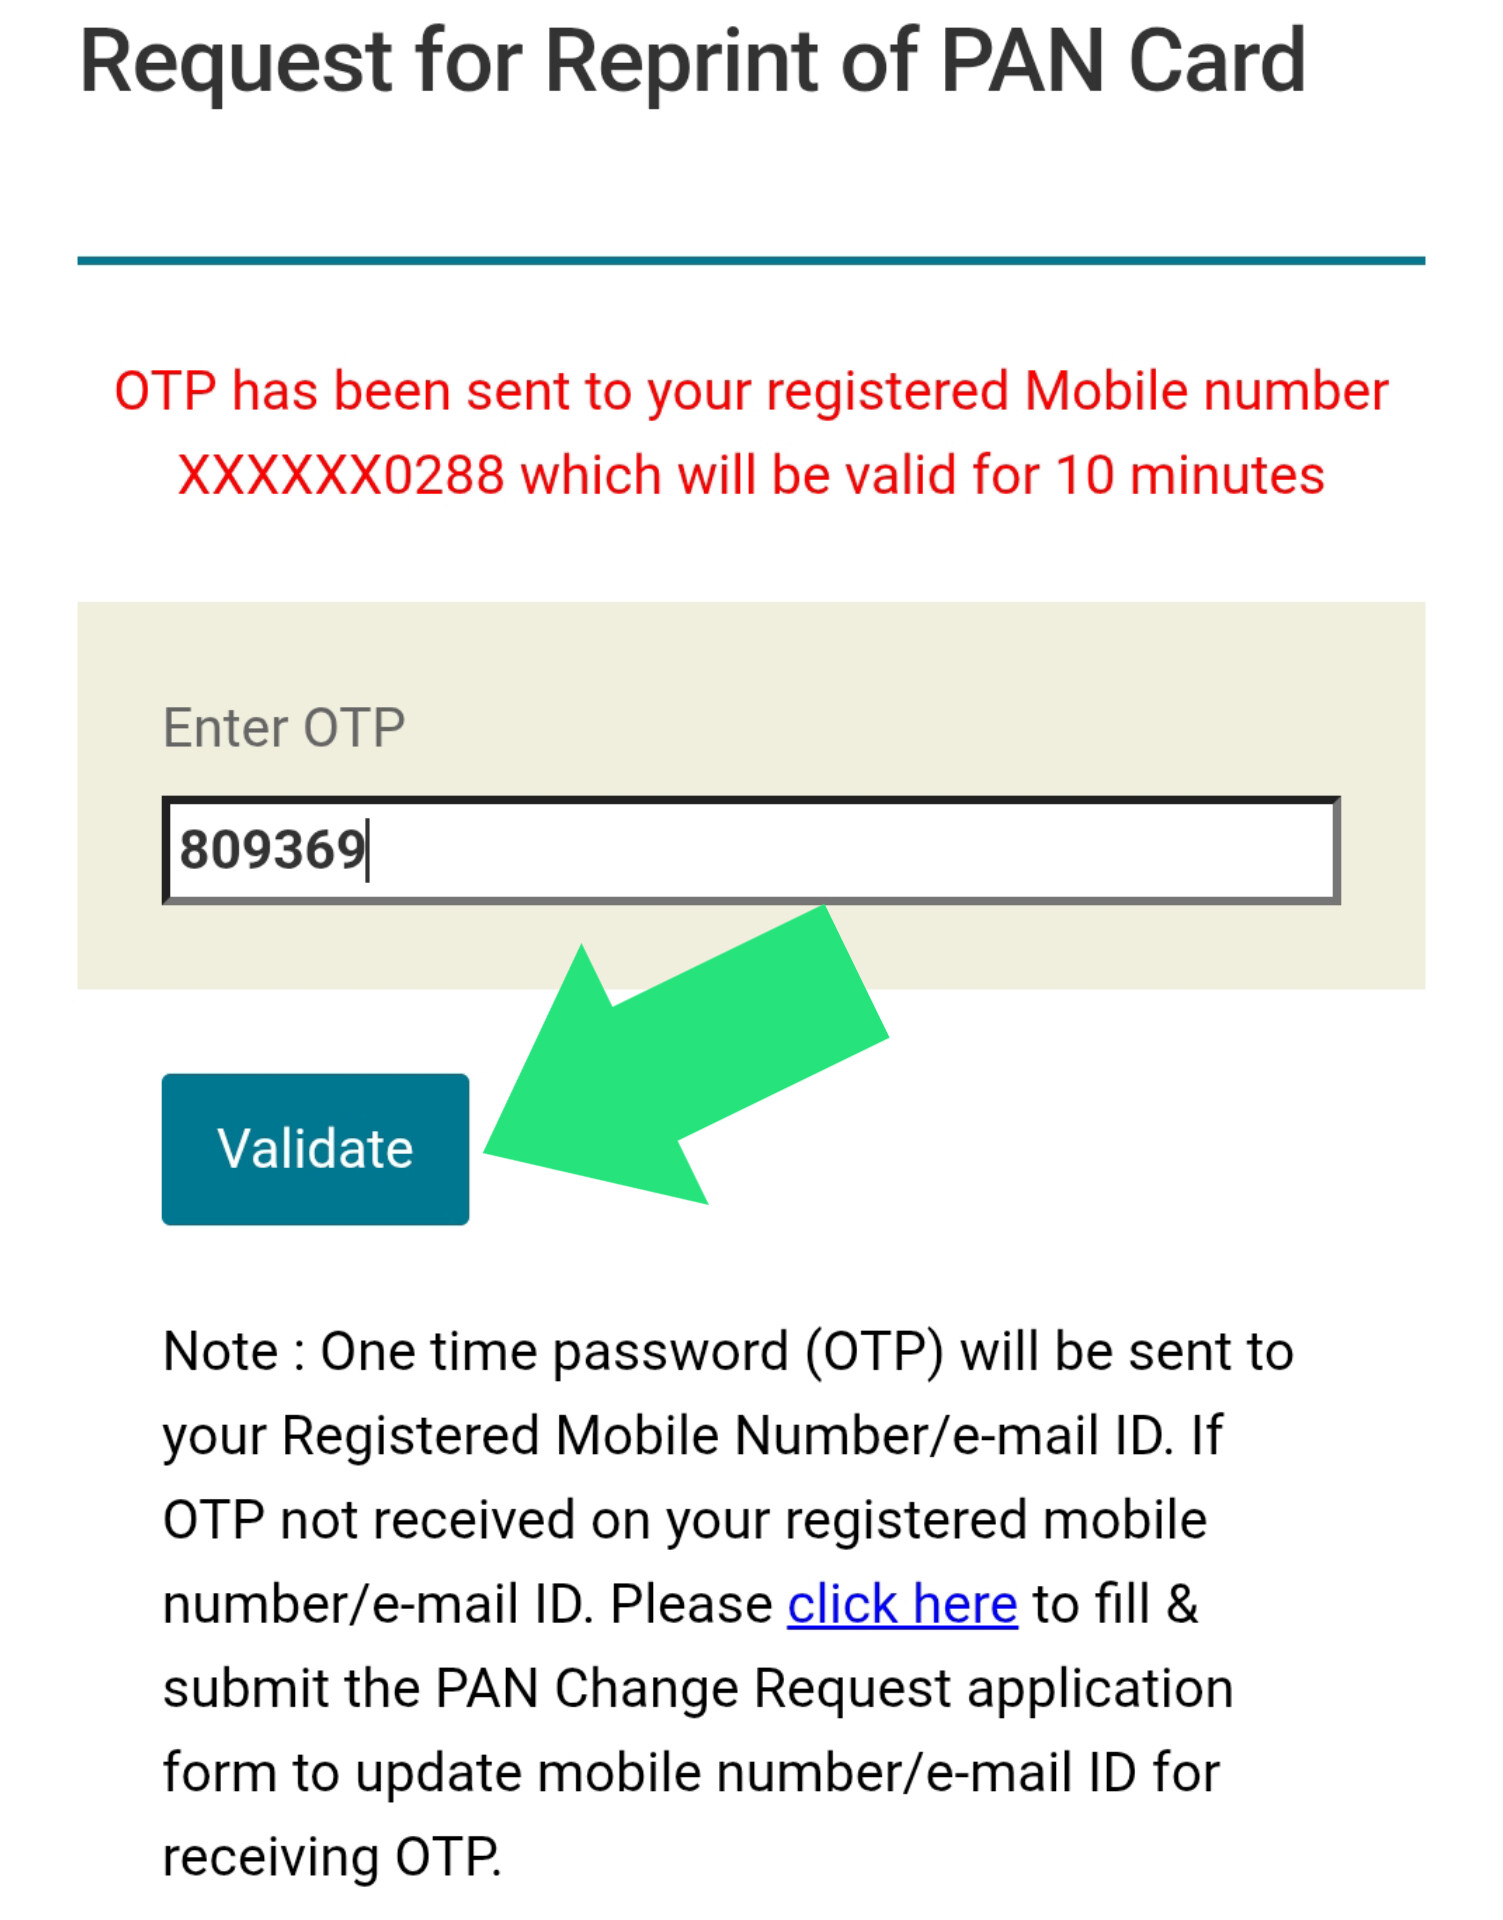 Request for Reprint of PAN Card
OTP has been sent to your registered Mobile number
XXXXXX0288 which will be valid for 10 minutes
Enter OTP
809369
Validate
Note : One time password (OTP) will be sent to
your Registered Mobile Number/e-mail ID. If
OTP not received on your registered mobile
number/e-mail ID. Please click here to fill &
submit the PAN Change Request application
form to update mobile number/e-mail ID for
receiving OTP.